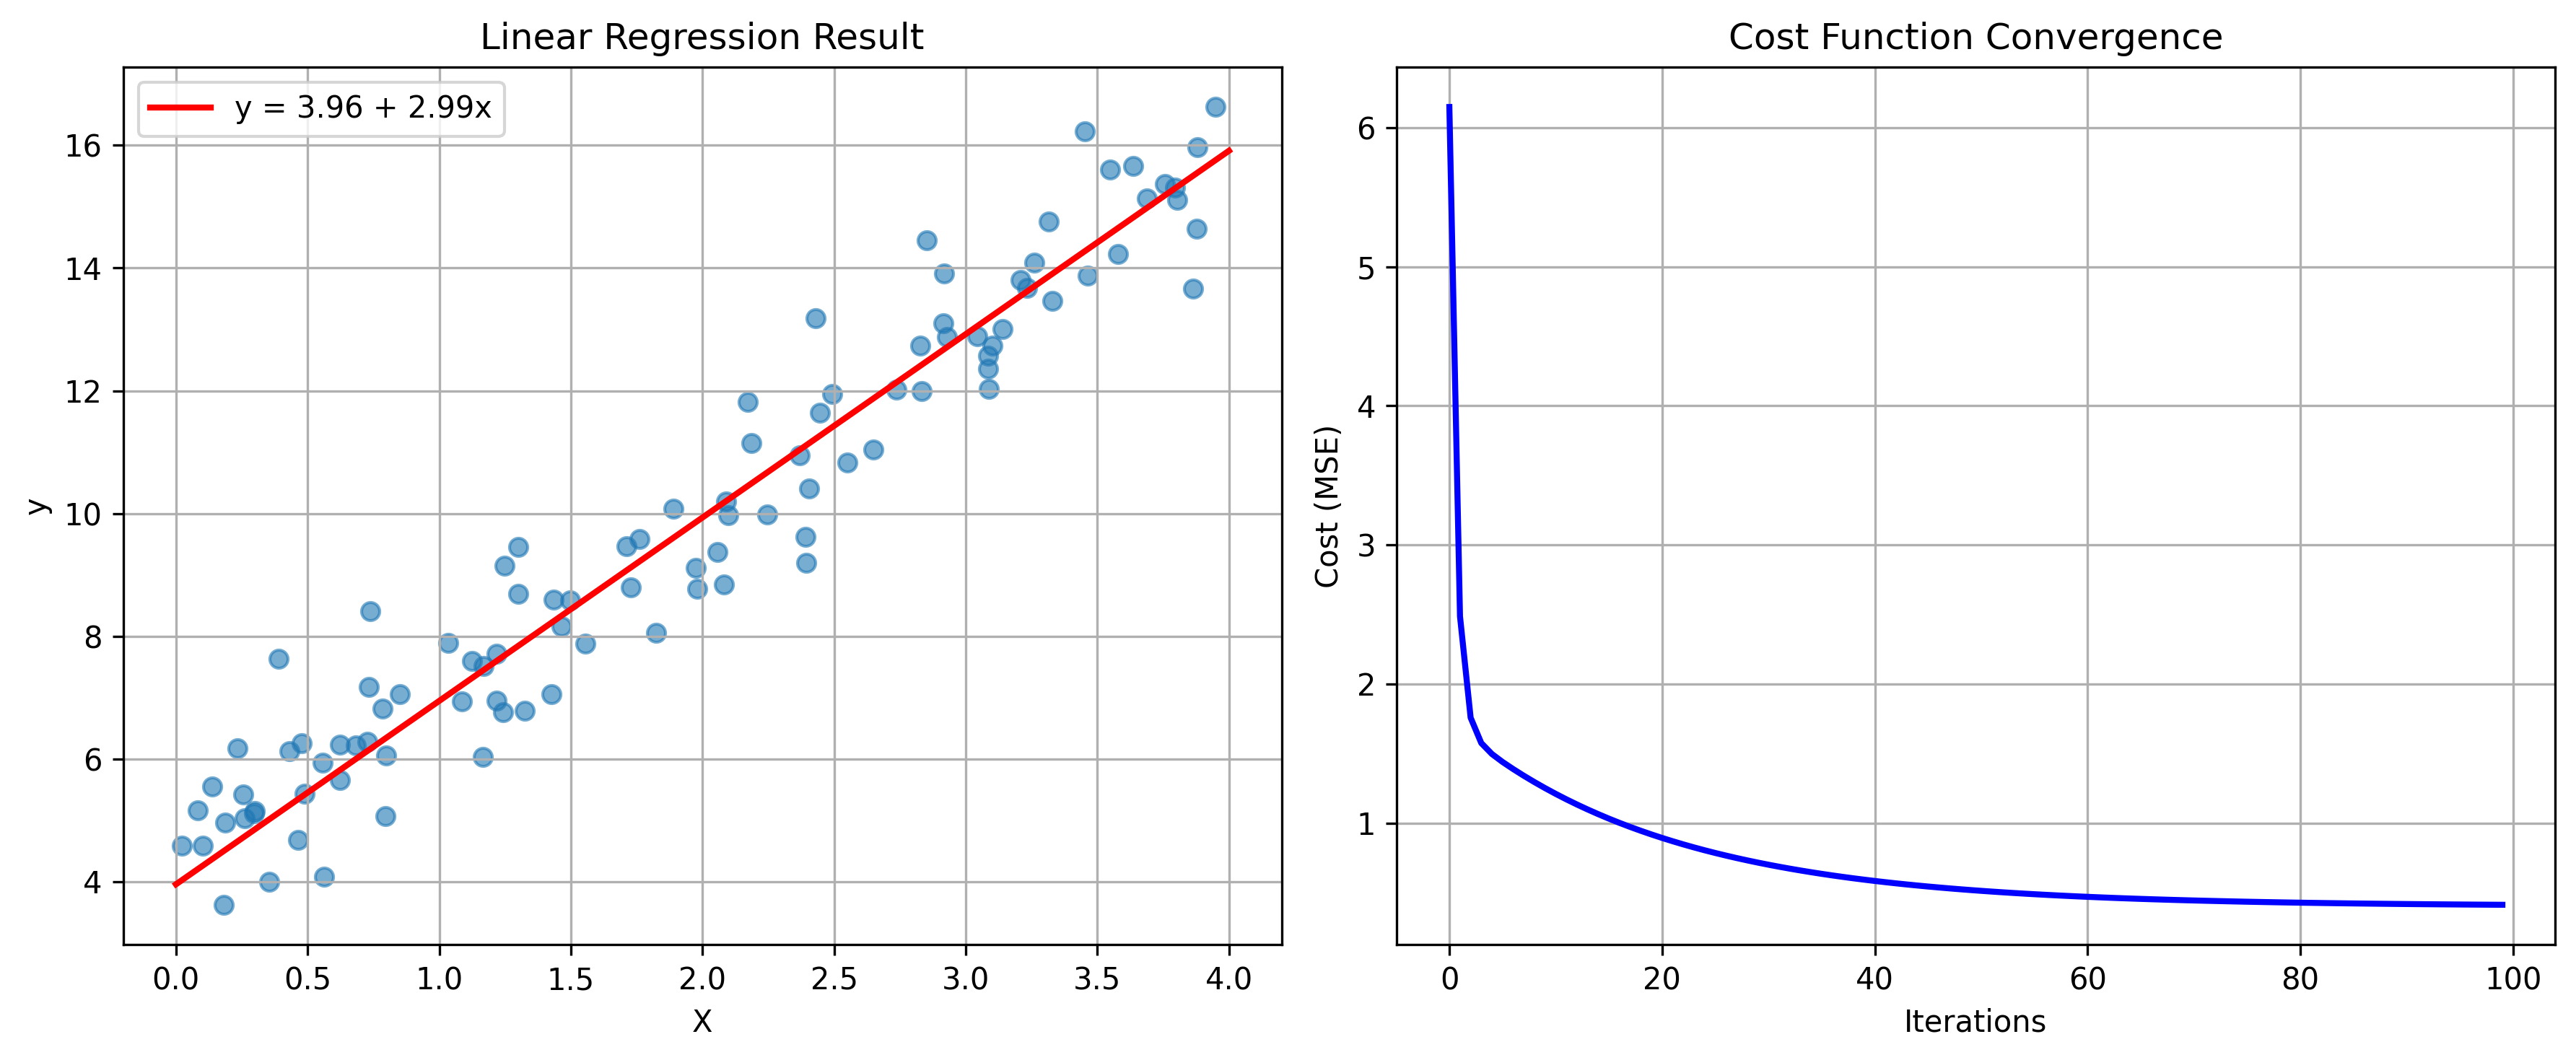 Linear Regression Result
y = 3.96 + 2.99x
y
16
14
12
10
8
6
4
0.0 0.5 1.0 1.5 2.0 2.5 3.0 3.5 4.0
X
Cost Function Convergence
Cost (MSE)
6
5
4
3
2
1
0 20 40 60 80 100
Iterations